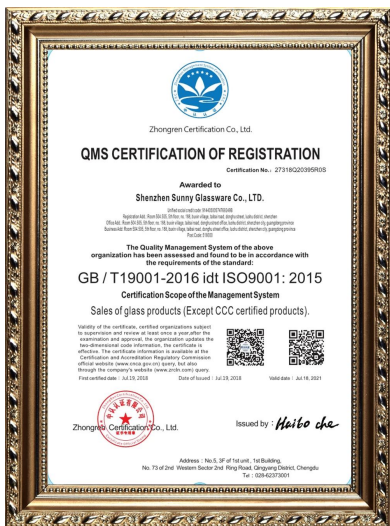 Zhongren Certification Co., Ltd.
QMS CERTIFICATION OF REGISTRATION
Certification No.: 27318Q20395R0S
Awarded to
Shenzhen Sunny Glassware Co., LTD.
The Quality Management System of the above
organization has been assessed and found to be in accordance with
the requirements of the standard:
GB / T19001-2016 idt ISO9001: 2015
Certification Scope of the Management System
Sales of glass products (Except CCC certified products).
Validity of the certificate, certified organizations subject
to supervision and review at least once a year,after the
examination and approval, the organization updates the
two-dimensional code information, the certificate is
effective. The certificate information is available at the
Certification and Accreditation Regulatory Commission
official website (www.cnca.gov.cn) query, but also
through the company's website (www.zrcln.com) query.
First certified date : Jul.19, 2018
Date of Issued : Jul.19, 2018
Valid date : Jul.18, 2021
Zhongren Certification Co., Ltd.
Issued by : Haibo che
Address : No.5, 3F of 1st unit , 1st Building,
No. 73 of 2nd Western Sector 2nd Ring Road, Qingyang District, Chengdu
Tel : 028-62373001